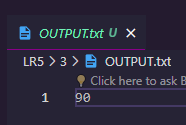 OUTPUT.txt U
LR5 > 3 > OUTPUT.txt
Click here to ask B
1 90